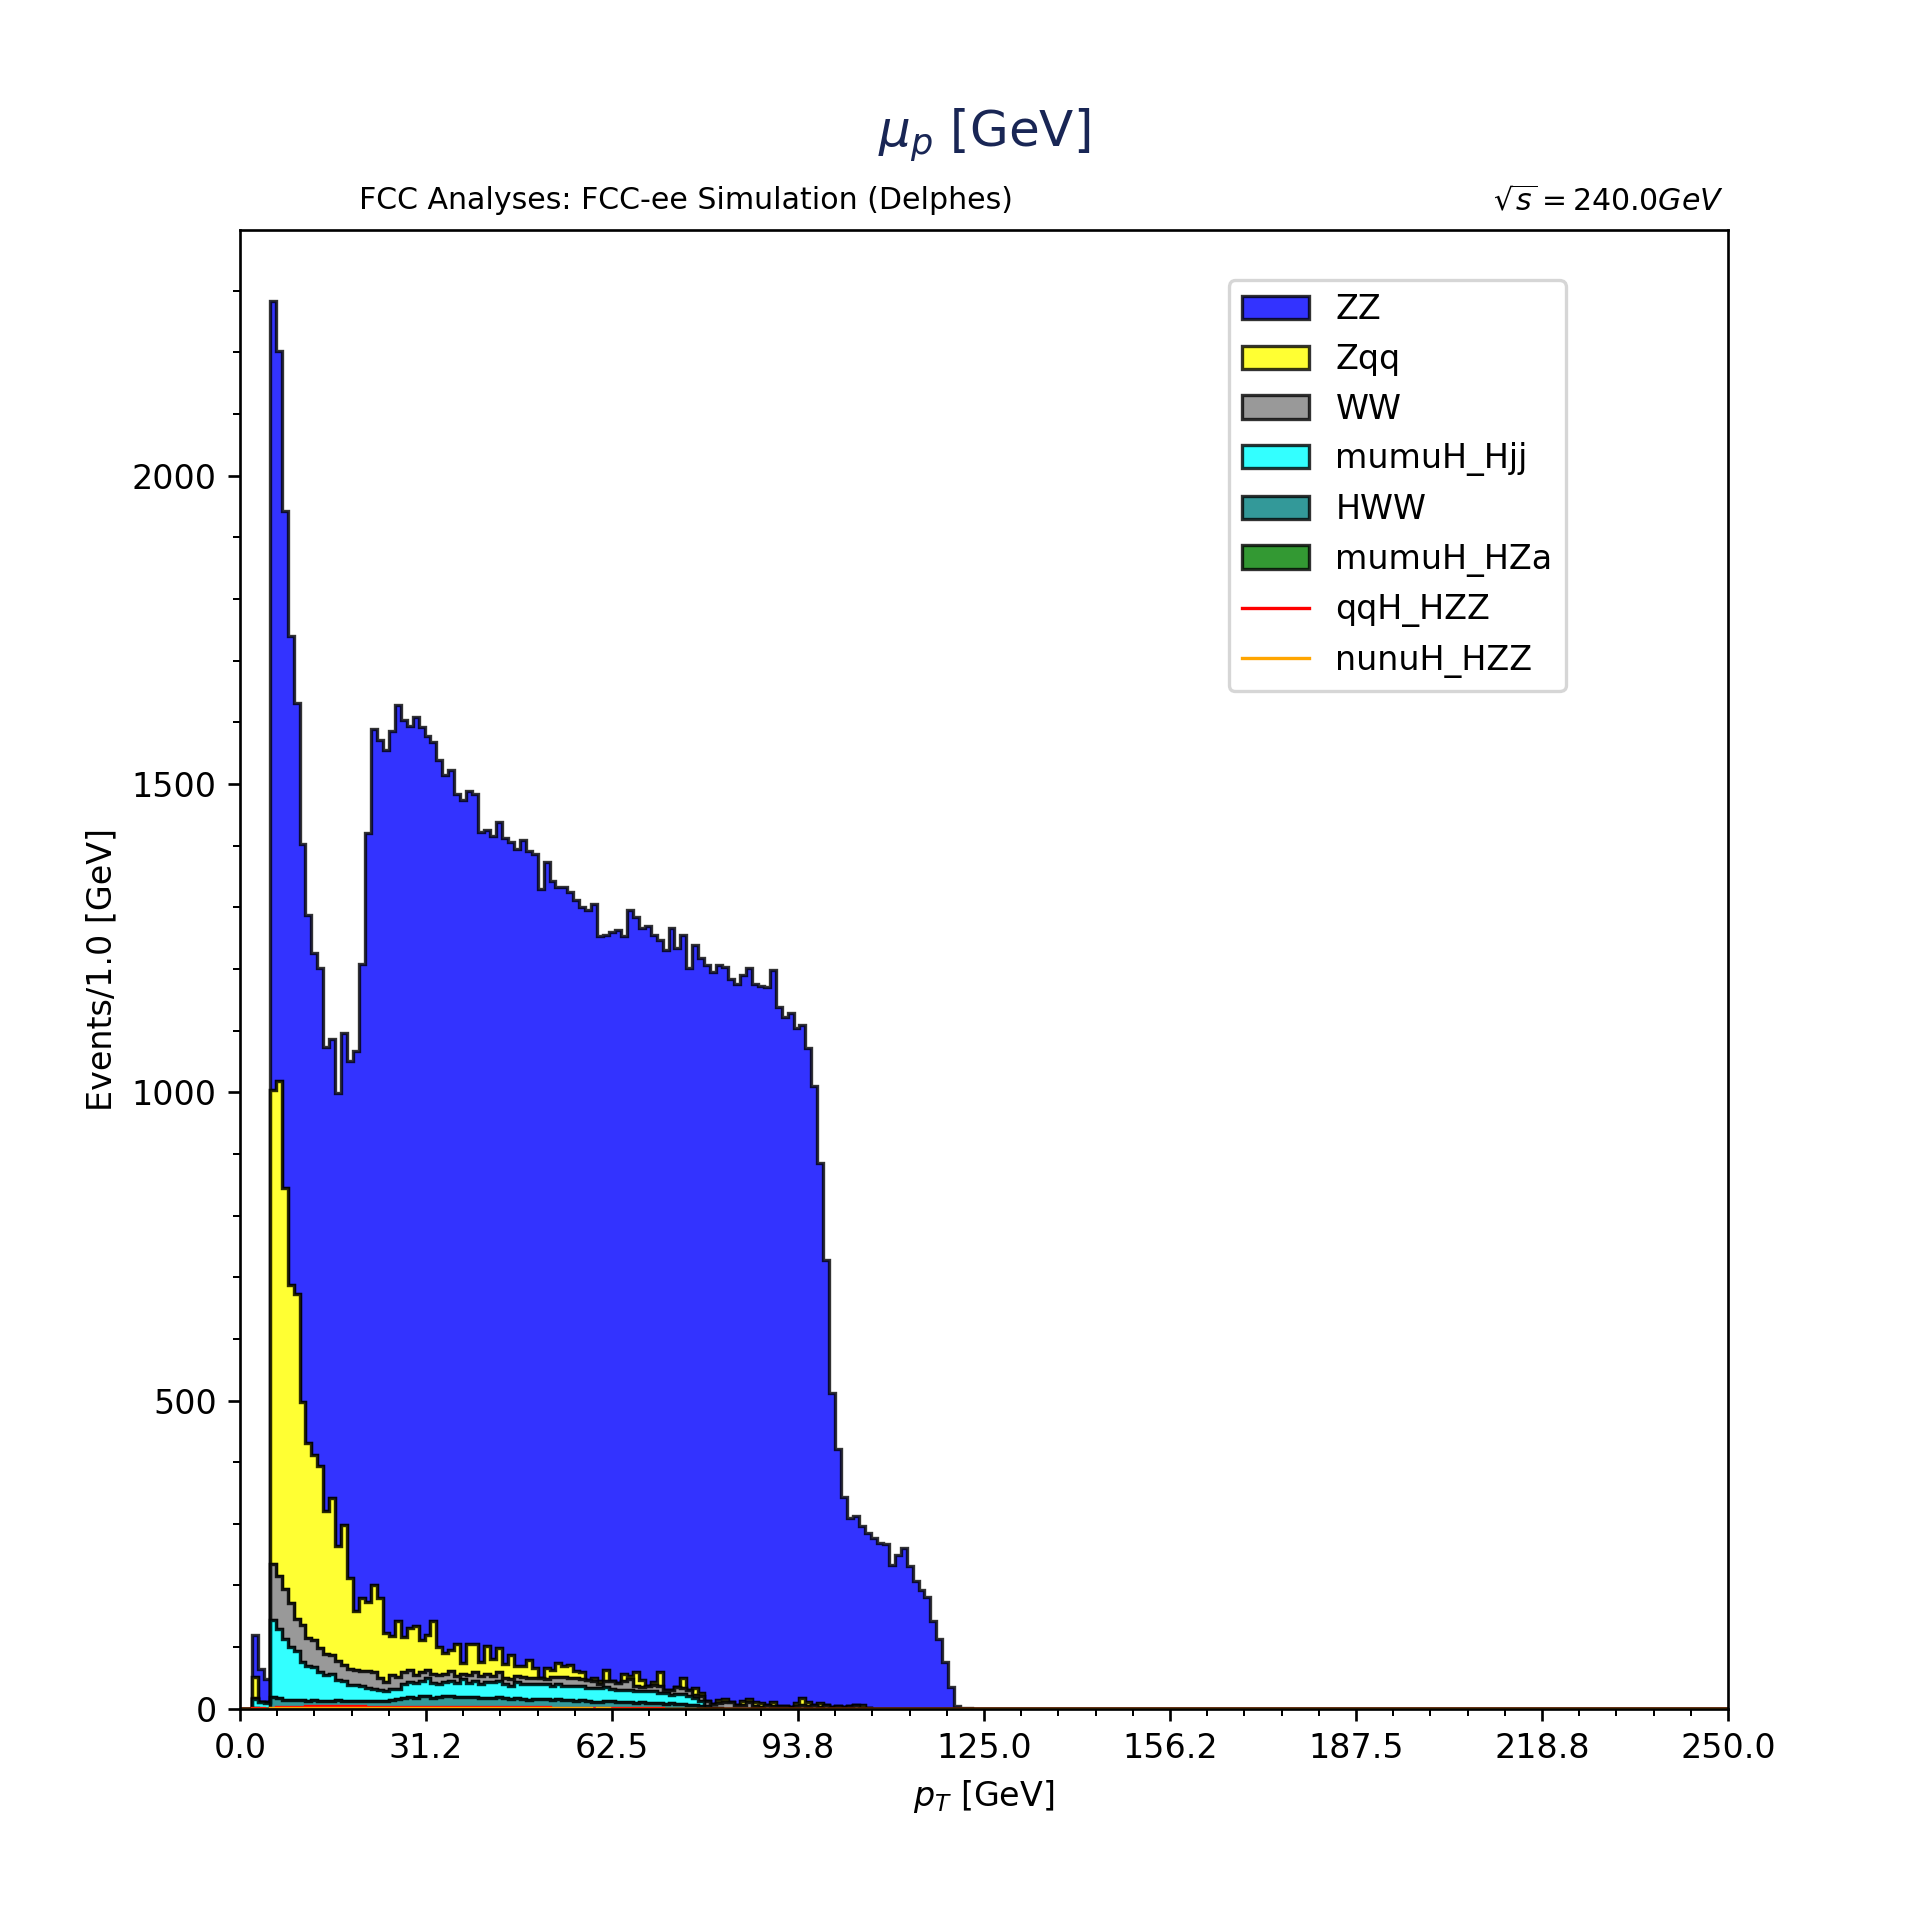 μp [GeV]
FCC Analyses: FCC-ee Simulation (Delphes)
√s = 240.0GeV
ZZ
Zqq
WW
mumuH_Hjj
HWW
mumuH_HZa
qqH_HZZ
nunuH_HZZ
2000
1500
1000
500
0
Events/1.0 [GeV]
0.0 31.2 62.5 93.8 125.0 156.2 187.5 218.8 250.0
pT [GeV]